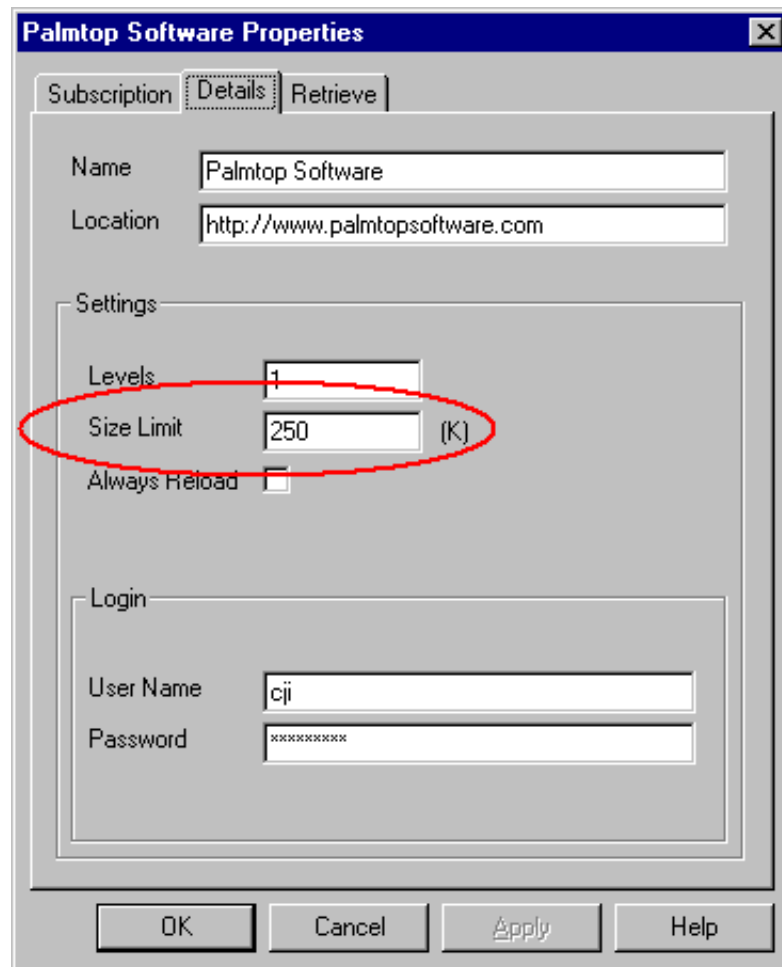 Palmtop Software Properties
Subscription Details Retrieve
Name Palmtop Software
Location http://www.palmtopsoftware.com
Settings
Levels 1
Size Limit 250 (K)
Always Reload
Login
User Name cji
Password *********
OK Cancel Apply Help